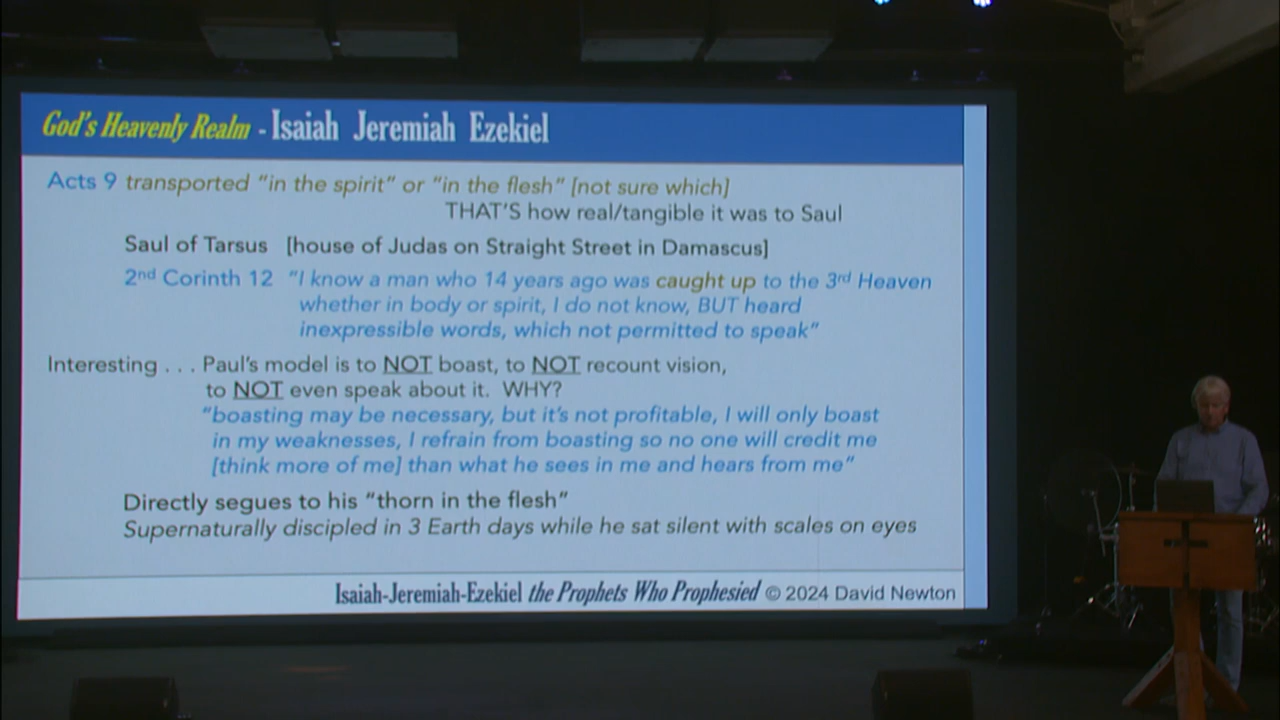 God's Heavenly Realm - Isaiah Jeremiah Ezekiel
Acts 9 transported "in the spirit" or "in the flesh" [not sure which]
THAT'S how real/tangible it was to Saul
Saul of Tarsus [house of Judas on Straight Street in Damascus]
2nd Corinth 12 "I know a man who 14 years ago was caught up to the 3rd Heaven
whether in body or spirit, I do not know, BUT heard
inexpressible words, which not permitted to speak"
Interesting . . . Paul's model is to NOT boast, to NOT recount vision,
to NOT even speak about it. WHY?
"boasting may be necessary, but it's not profitable, I will only boast
in my weaknesses, I refrain from boasting so no one will credit me
[think more of me] than what he sees in me and hears from me"
Directly segues to his "thorn in the flesh"
Supernaturally discipled in 3 Earth days while he sat silent with scales on eyes
Isaiah-Jeremiah-Ezekiel the Prophets Who Prophesied © 2024 David Newton